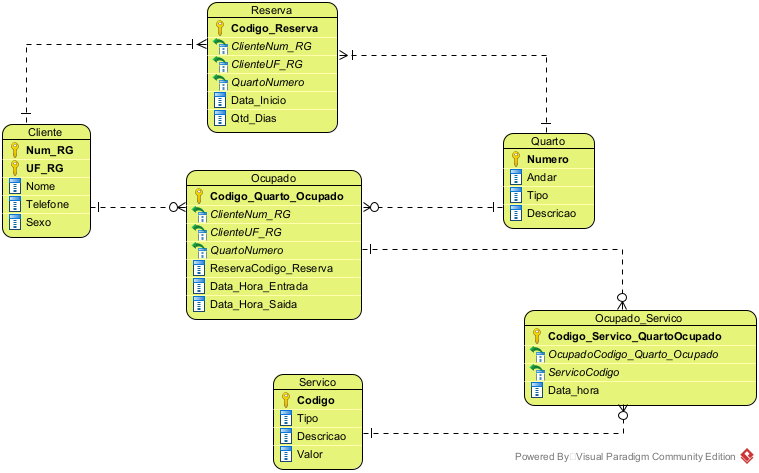 Reserva
Codigo_Reserva
ClienteNum_RG
ClienteUF_RG
QuartoNumero
Data_Inicio
Qtd_Dias
Cliente
Num_RG
UF_RG
Nome
Telefone
Sexo
Quarto
Numero
Andar
Tipo
Descricao
Ocupado
Codigo_Quarto_Ocupado
ClienteNum_RG
ClienteUF_RG
QuartoNumero
ReservaCodigo_Reserva
Data_Hora_Entrada
Data_Hora_Saida
Ocupado_Servico
Codigo_Servico_QuartoOcupado
OcupadoCodigo_Quarto_Ocupado
ServicoCodigo
Data_hora
Servico
Codigo
Tipo
Descricao
Valor
Powered By Visual Paradigm Community Edition